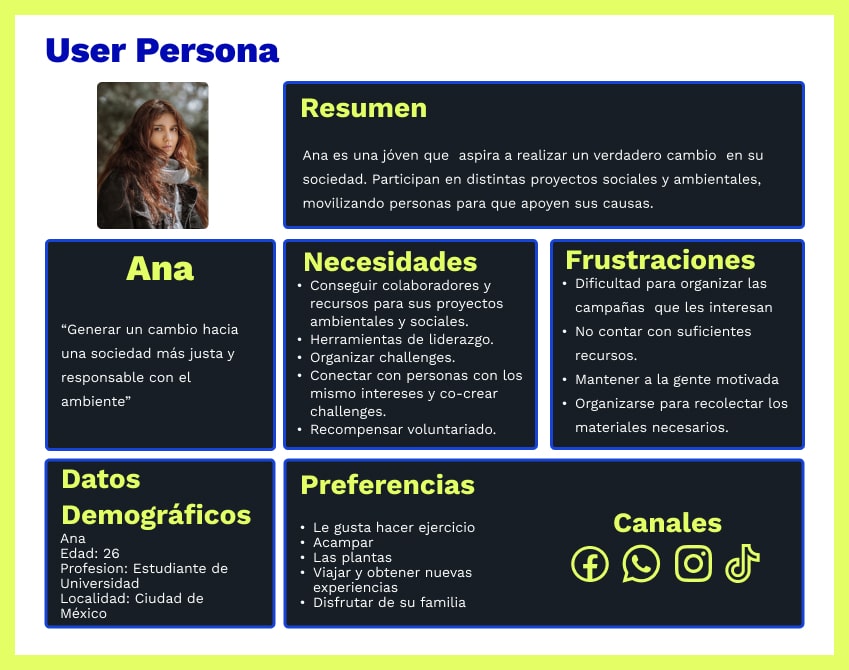 User Persona
Resumen
Ana es una jóven que  aspira a realizar un verdadero cambio  en su
sociedad. Participan en distintas proyectos sociales y ambientales,
movilizando personas para que apoyen sus causas.
Ana
“Generar un cambio hacia
una sociedad más justa y
responsable con el
ambiente”
Necesidades
• Conseguir colaboradores y
recursos para sus proyectos
ambientales y sociales.
• Herramientas de liderazgo.
• Organizar challenges.
• Conectar con personas con los
mismo intereses y co-crear
challenges.
• Recompensar voluntariado.
Frustraciones
• Dificultad para organizar las
campañas  que les interesan
• No contar con suficientes
recursos.
• Mantener a la gente motivada
• Organizarse para recolectar los
materiales necesarios.
Datos
Demográficos
Ana
Edad: 26
Profesion: Estudiante de
Universidad
Localidad: Ciudad de
México
Preferencias
• Le gusta hacer ejercicio
• Acampar
• Las plantas
• Viajar y obtener nuevas
experiencias
• Disfrutar de su familia
Canales